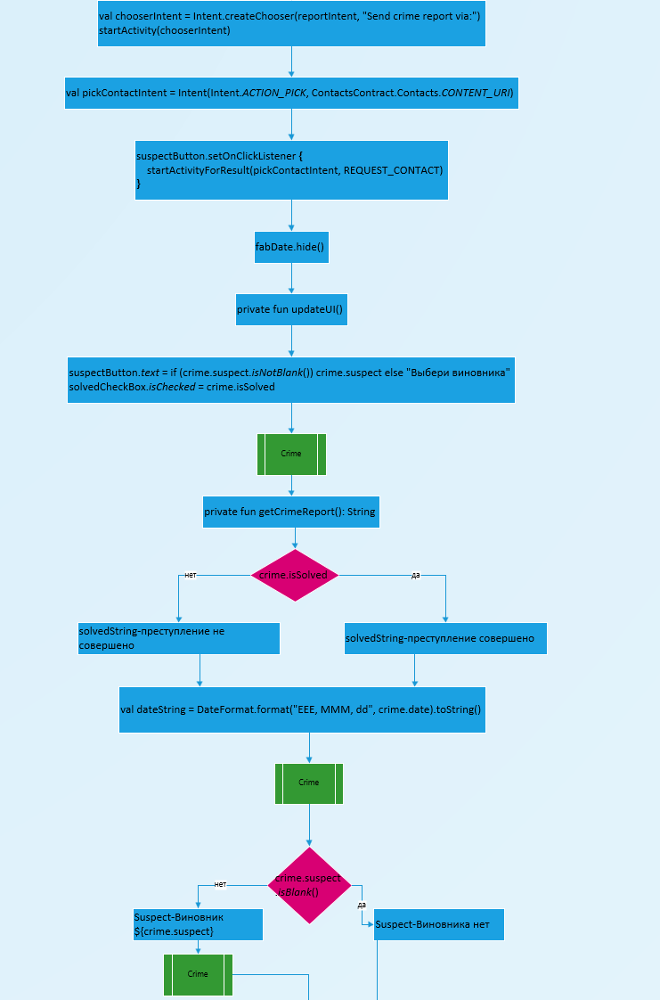 val chooserIntent = Intent.createChooser(reportIntent, "Send crime report via:")
startActivity(chooserIntent)
val pickContactIntent = Intent(Intent.ACTION_PICK, ContactsContract.Contacts.CONTENT_URI)
suspectButton.setOnClickListener {
startActivityForResult(pickContactIntent, REQUEST_CONTACT)
}
fabDate.hide()
private fun updateUI()
suspectButton.text = if (crime.suspect.isNotBlank()) crime.suspect else "Выбери виновника"
solvedCheckBox.isChecked = crime.isSolved
Crime
private fun getCrimeReport(): String
crime.isSolved
нет
да
solvedString-преступление не
совершено
solvedString-преступление совершено
val dateString = DateFormat.format("EEE, MMM, dd", crime.date).toString()
Crime
crime.suspect
.isBlank()
нет
да
Suspect-Виновник
${crime.suspect}
Suspect-Виновника нет
Crime